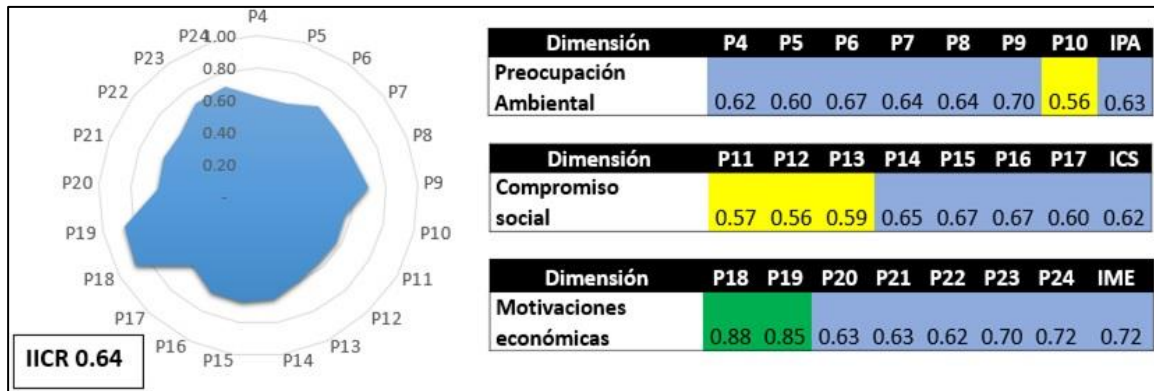 P4
P5
P6
P7
P8
P9
P10
P11
P12
P13
P14
P15
P16
P17
P18
P19
P20
P21
P22
P23
P24
1.00
0.80
0.60
0.40
0.20
-
IICR 0.64
Dimensión P4 P5 P6 P7 P8 P9 P10 IPA
Preocupación
Ambiental 0.62 0.60 0.67 0.64 0.64 0.70 0.56 0.63
Dimensión P11 P12 P13 P14 P15 P16 P17 ICS
Compromiso
social 0.57 0.56 0.59 0.65 0.67 0.67 0.60 0.62
Dimensión P18 P19 P20 P21 P22 P23 P24 IME
Motivaciones
económicas 0.88 0.85 0.63 0.63 0.62 0.70 0.72 0.72